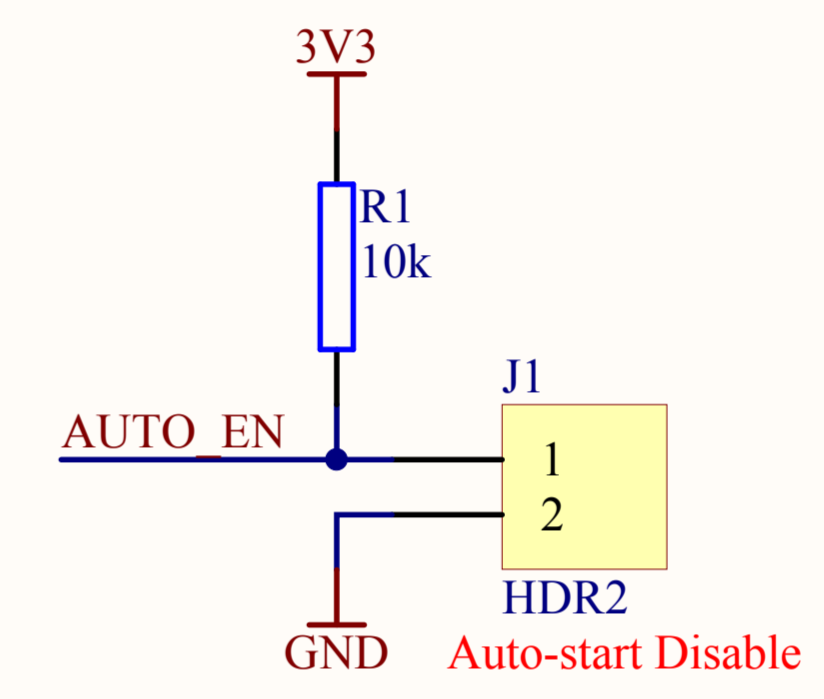 3V3
R1
10k
J1
AUTO_EN
1
2
HDR2
GND
Auto-start Disable